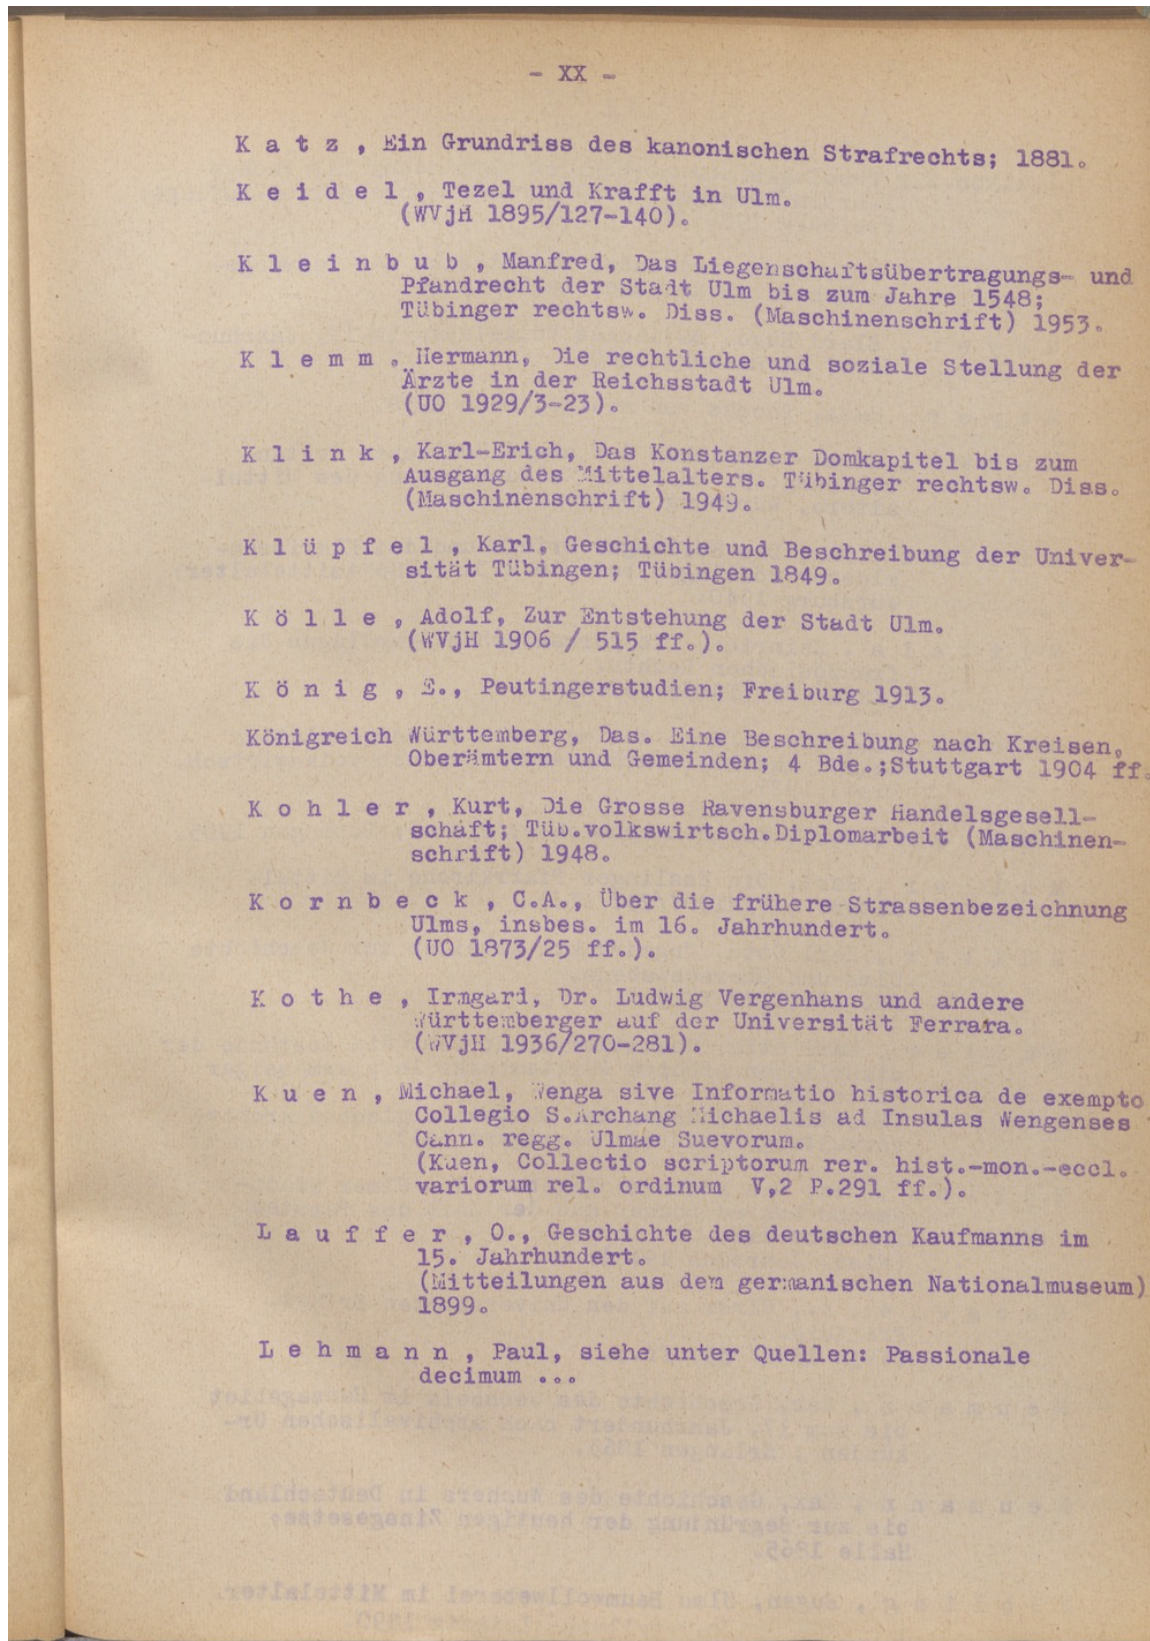 - XX -
K a t z , Ein Grundriss des kanonischen Strafrechts; 1881.
K e i d e l , Tezel und Krafft in Ulm.
(WVjH 1895/127-140).
K l e i n b u b , Manfred, Das Liegenschaftsübertragungs- und
Pfandrecht der Stadt Ulm bis zum Jahre 1548;
Tübinger rechtsw. Diss. (Maschinenschrift) 1953.
K l e m m , Hermann, Die rechtliche und soziale Stellung der
Ärzte in der Reichsstadt Ulm.
(UO 1929/3-23).
K l i n k , Karl-Erich, Das Konstanzer Domkapitel bis zum
Ausgang des Mittelalters. Tübinger rechtsw. Diss.
(Maschinenschrift) 1949.
K l ü p f e l , Karl, Geschichte und Beschreibung der Univer-
sität Tübingen; Tübingen 1849.
K ö l l e , Adolf, Zur Entstehung der Stadt Ulm.
(WVjH 1906 / 515 ff.).
K ö n i g , E., Peutingerstudien; Freiburg 1913.
Königreich Württemberg, Das. Eine Beschreibung nach Kreisen,
Oberämtern und Gemeinden; 4 Bde.;Stuttgart 1904 ff.
K o h l e r , Kurt, Die Grosse Ravensburger Handelsgesell-
schaft; Tüb.volkswirtsch.Diplomarbeit (Maschinen-
schrift) 1948.
K o r n b e c k , C.A., Über die frühere Strassenbezeichnung
Ulms, insbes. im 16. Jahrhundert.
(UO 1873/25 ff.).
K o t h e , Irmgard, Dr. Ludwig Vergenhans und andere
Württemberger auf der Universität Ferrara.
(WVjH 1936/270-281).
K u e n , Michael, Wenga sive Informatio historica de exempto
Collegio S.Archang Michaelis ad Insulas Wengenses
Cann. regg. Ulmae Suevorum.
(Kuen, Collectio scriptorum rer. hist.-mon.-eccl.
variorum rel. ordinum V,2 P.291 ff.).
L a u f f e r , O., Geschichte des deutschen Kaufmanns im
15. Jahrhundert.
(Mitteilungen aus dem germanischen Nationalmuseum)
1899.
L e h m a n n , Paul, siehe unter Quellen: Passionale
decimum ...